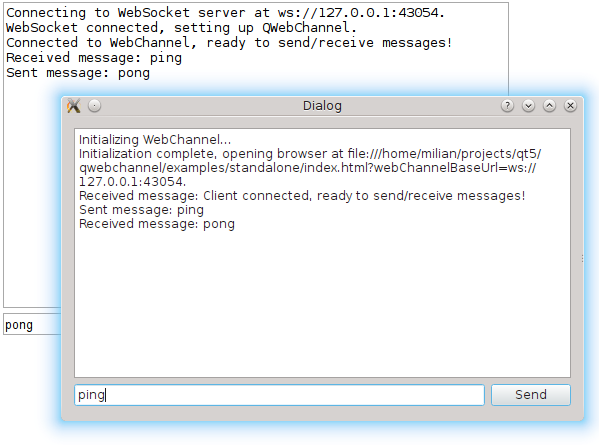 Connecting to WebSocket server at ws://127.0.0.1:43054.
WebSocket connected, setting up QWebChannel.
Connected to WebChannel, ready to send/receive messages!
Received message: ping
Sent message: pong
pong
Dialog
Initializing WebChannel...
Initialization complete, opening browser at file:///home/milian/projects/qt5/
qwebchannel/examples/standalone/index.html?webChannelBaseUrl=ws://
127.0.0.1:43054.
Received message: Client connected, ready to send/receive messages!
Sent message: ping
Received message: pong
ping
Send